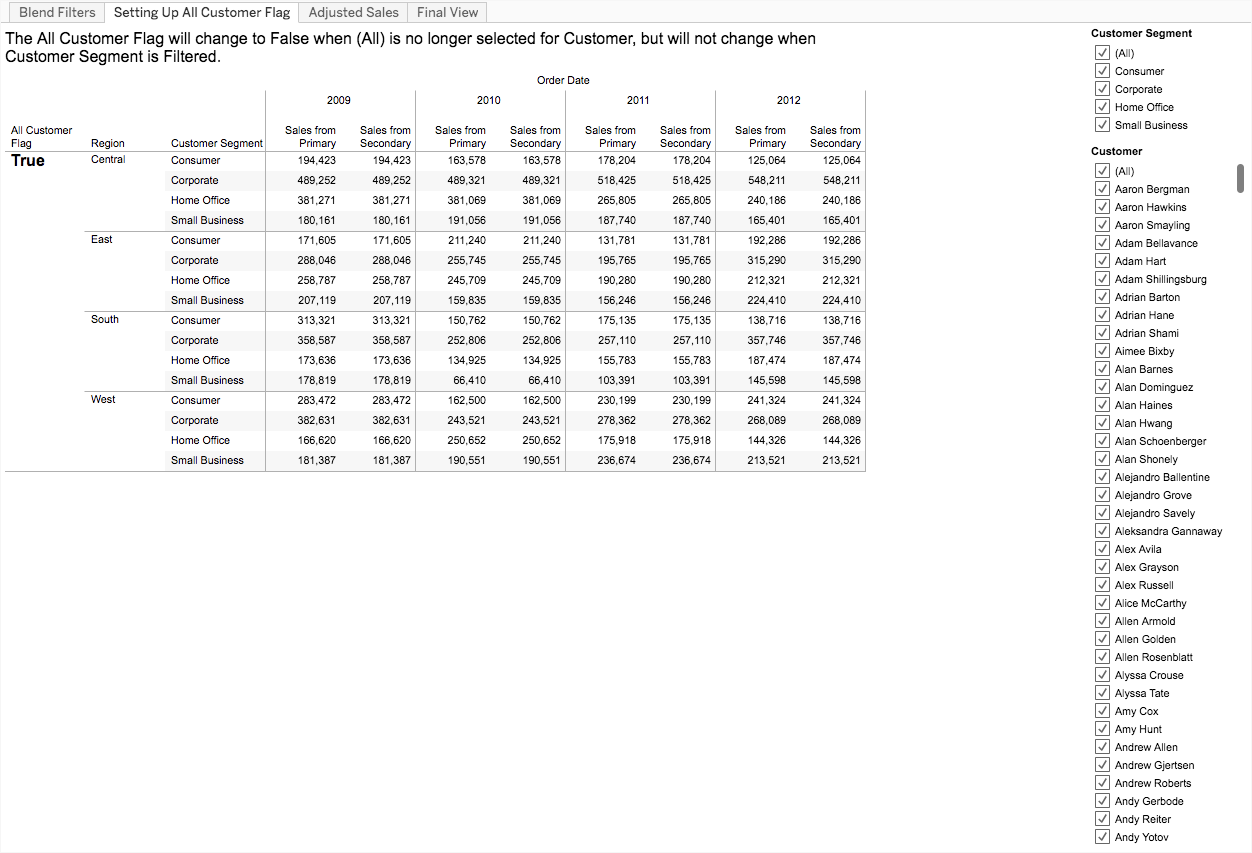 Blend Filters Setting Up All Customer Flag Adjusted Sales Final View
The All Customer Flag will change to False when (All) is no longer selected for Customer, but will not change when
Customer Segment is Filtered.
Order Date
2009 2010 2011 2012
All Customer Sales from Sales from Sales from Sales from Sales from Sales from Sales from Sales from
Flag Region Customer Segment Primary Secondary Primary Secondary Primary Secondary Primary Secondary
True Central Consumer 194,423 194,423 163,578 163,578 178,204 178,204 125,064 125,064
Corporate 489,252 489,252 489,321 489,321 518,425 518,425 548,211 548,211
Home Office 381,271 381,271 381,069 381,069 265,805 265,805 240,186 240,186
Small Business 180,161 180,161 191,056 191,056 187,740 187,740 165,401 165,401
East Consumer 171,605 171,605 211,240 211,240 131,781 131,781 192,286 192,286
Corporate 288,046 288,046 255,745 255,745 195,765 195,765 315,290 315,290
Home Office 258,787 258,787 245,709 245,709 190,280 190,280 212,321 212,321
Small Business 207,119 207,119 159,835 159,835 156,246 156,246 224,410 224,410
South Consumer 313,321 313,321 150,762 150,762 175,135 175,135 138,716 138,716
Corporate 358,587 358,587 252,806 252,806 257,110 257,110 357,746 357,746
Home Office 173,636 173,636 134,925 134,925 155,783 155,783 187,474 187,474
Small Business 178,819 178,819 66,410 66,410 103,391 103,391 145,598 145,598
West Consumer 283,472 283,472 162,500 162,500 230,199 230,199 241,324 241,324
Corporate 382,631 382,631 243,521 243,521 278,362 278,362 268,089 268,089
Home Office 166,620 166,620 250,652 250,652 175,918 175,918 144,326 144,326
Small Business 181,387 181,387 190,551 190,551 236,674 236,674 213,521 213,521
Customer Segment
(All)
Consumer
Corporate
Home Office
Small Business
Customer
(All)
Aaron Bergman
Aaron Hawkins
Aaron Smayling
Adam Bellavance
Adam Hart
Adam Shillingsburg
Adrian Barton
Adrian Hane
Adrian Shami
Aimee Bixby
Alan Barnes
Alan Dominguez
Alan Haines
Alan Hwang
Alan Schoenberger
Alan Shonely
Alejandro Ballentine
Alejandro Grove
Alejandro Savely
Aleksandra Gannaway
Alex Avila
Alex Grayson
Alex Russell
Alice McCarthy
Allen Armold
Allen Golden
Allen Rosenblatt
Alyssa Crouse
Alyssa Tate
Amy Cox
Amy Hunt
Andrew Allen
Andrew Gjertsen
Andrew Roberts
Andy Gerbode
Andy Reiter
Andy Yotov